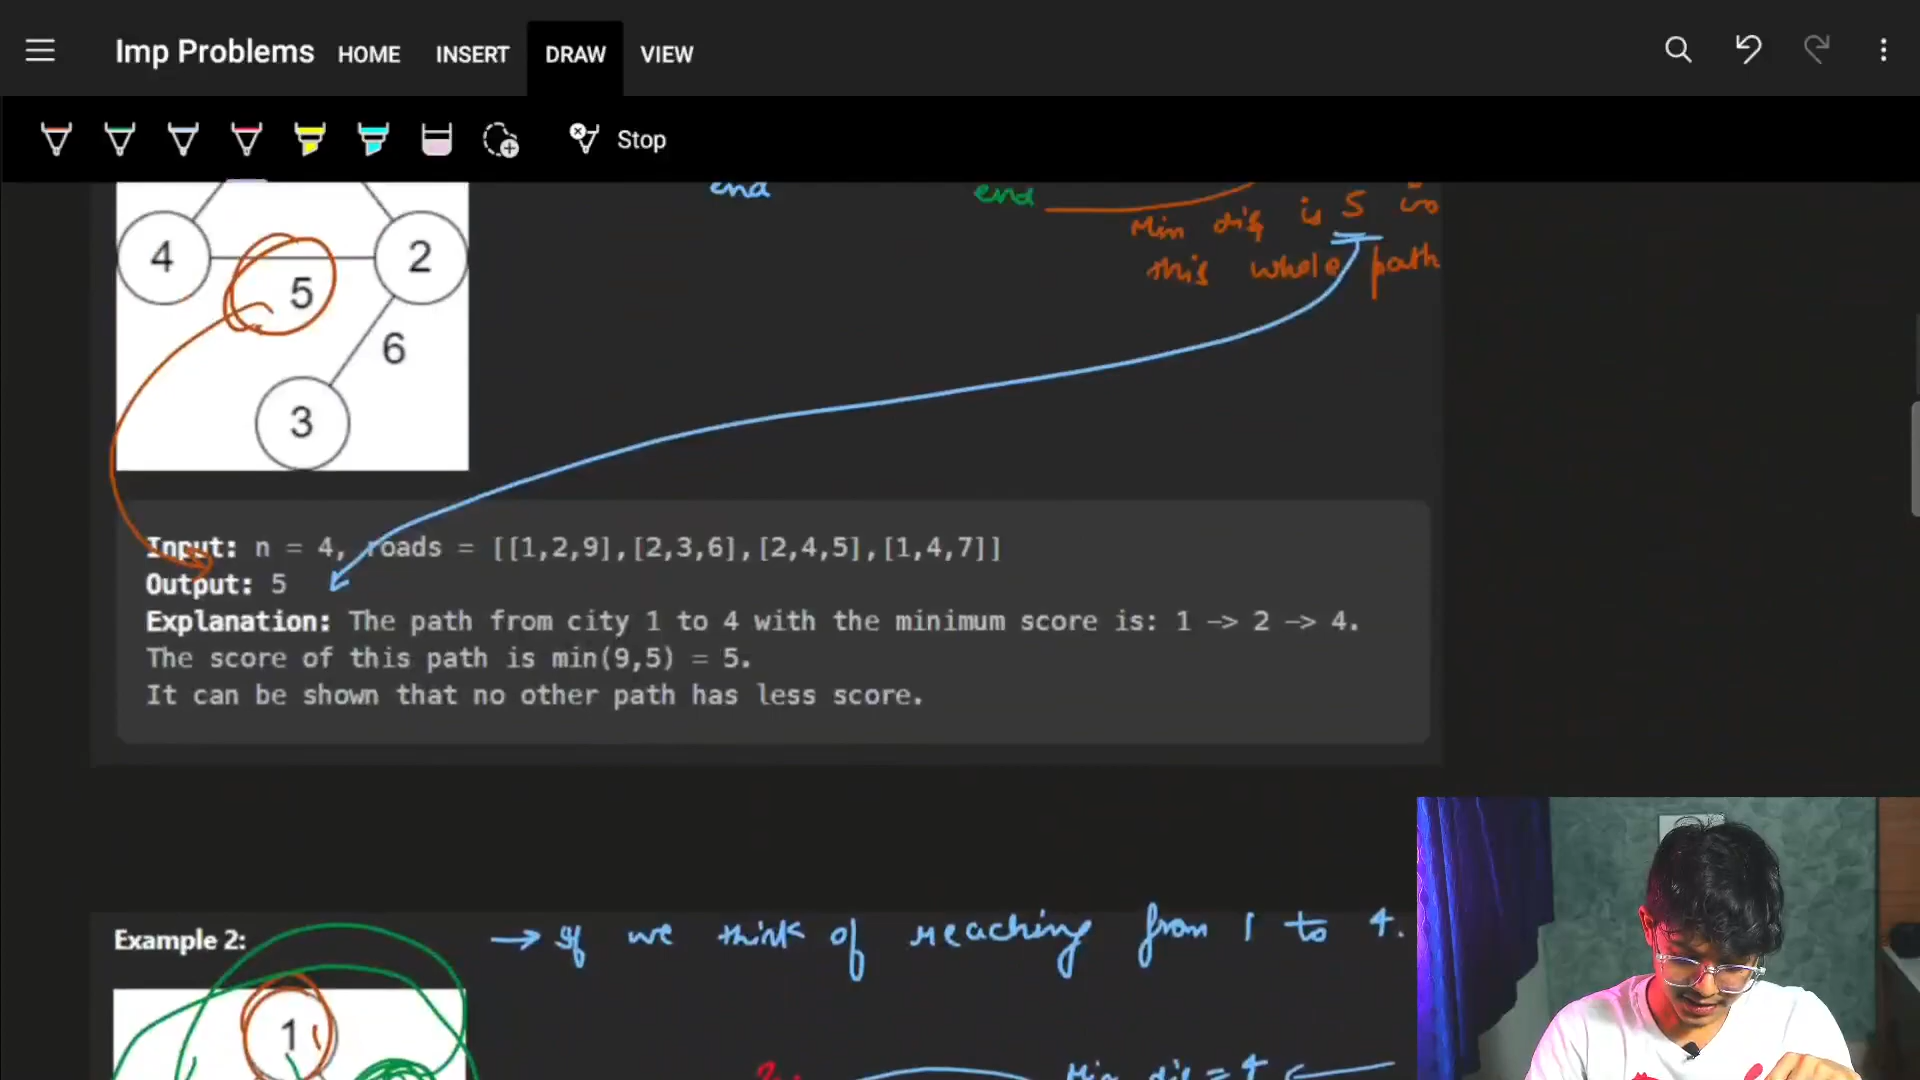 Imp Problems HOME INSERT DRAW VIEW
Stop
end
end
Min dis is 5 in
this whole path
4
2
5
6
3
Input: n = 4, roads = [[1,2,9],[2,3,6],[2,4,5],[1,4,7]]
Output: 5
Explanation: The path from city 1 to 4 with the minimum score is: 1 -> 2 -> 4.
The score of this path is min(9,5) = 5.
It can be shown that no other path has less score.
Example 2:
→ If we think of reaching from 1 to 4.
1
Min dis = 4